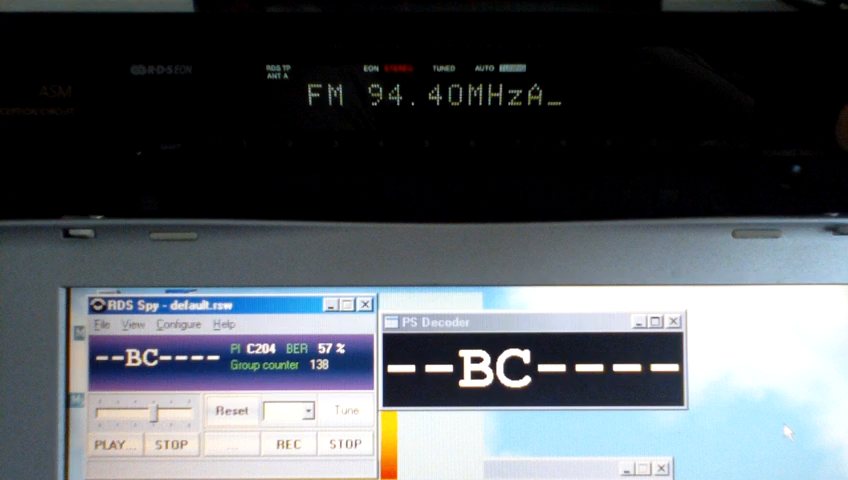 R·D·S EON
RDS TP
ANT A
EON STEREO TUNED AUTO
ASM
FM 94.40MHzA_
RDS Spy - default.rsw
File View Configure Help
--BC----
PI C204 BER 57 %
Group counter 138
Reset Tune
PLAY... STOP ... REC STOP
PS Decoder
--BC----